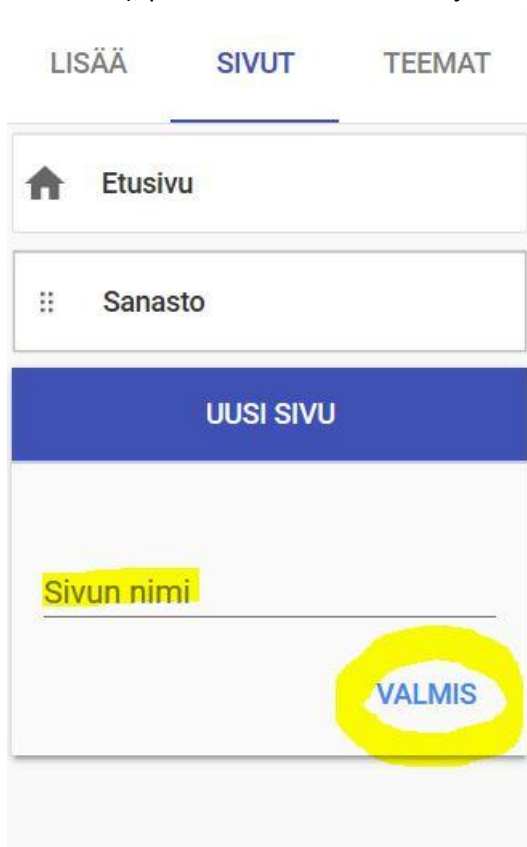 LISÄÄ SIVUT TEEMAT
Etusivu
Sanasto
UUSI SIVU
Sivun nimi
VALMIS